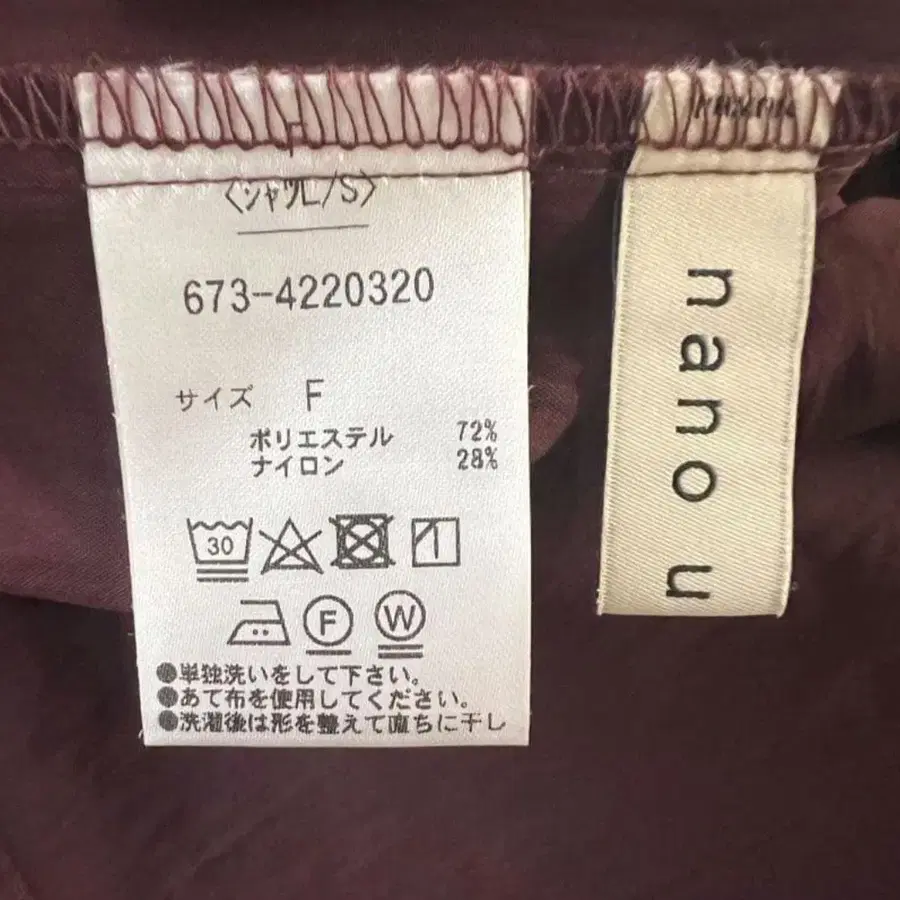 〈シャツL/S〉
673-4220320
サイズ F
ポリエステル 72%
ナイロン 28%
30
F W
●単独洗いをして下さい。
●あて布を使用してください。
●洗濯後は形を整えて直ちに干し
nano u